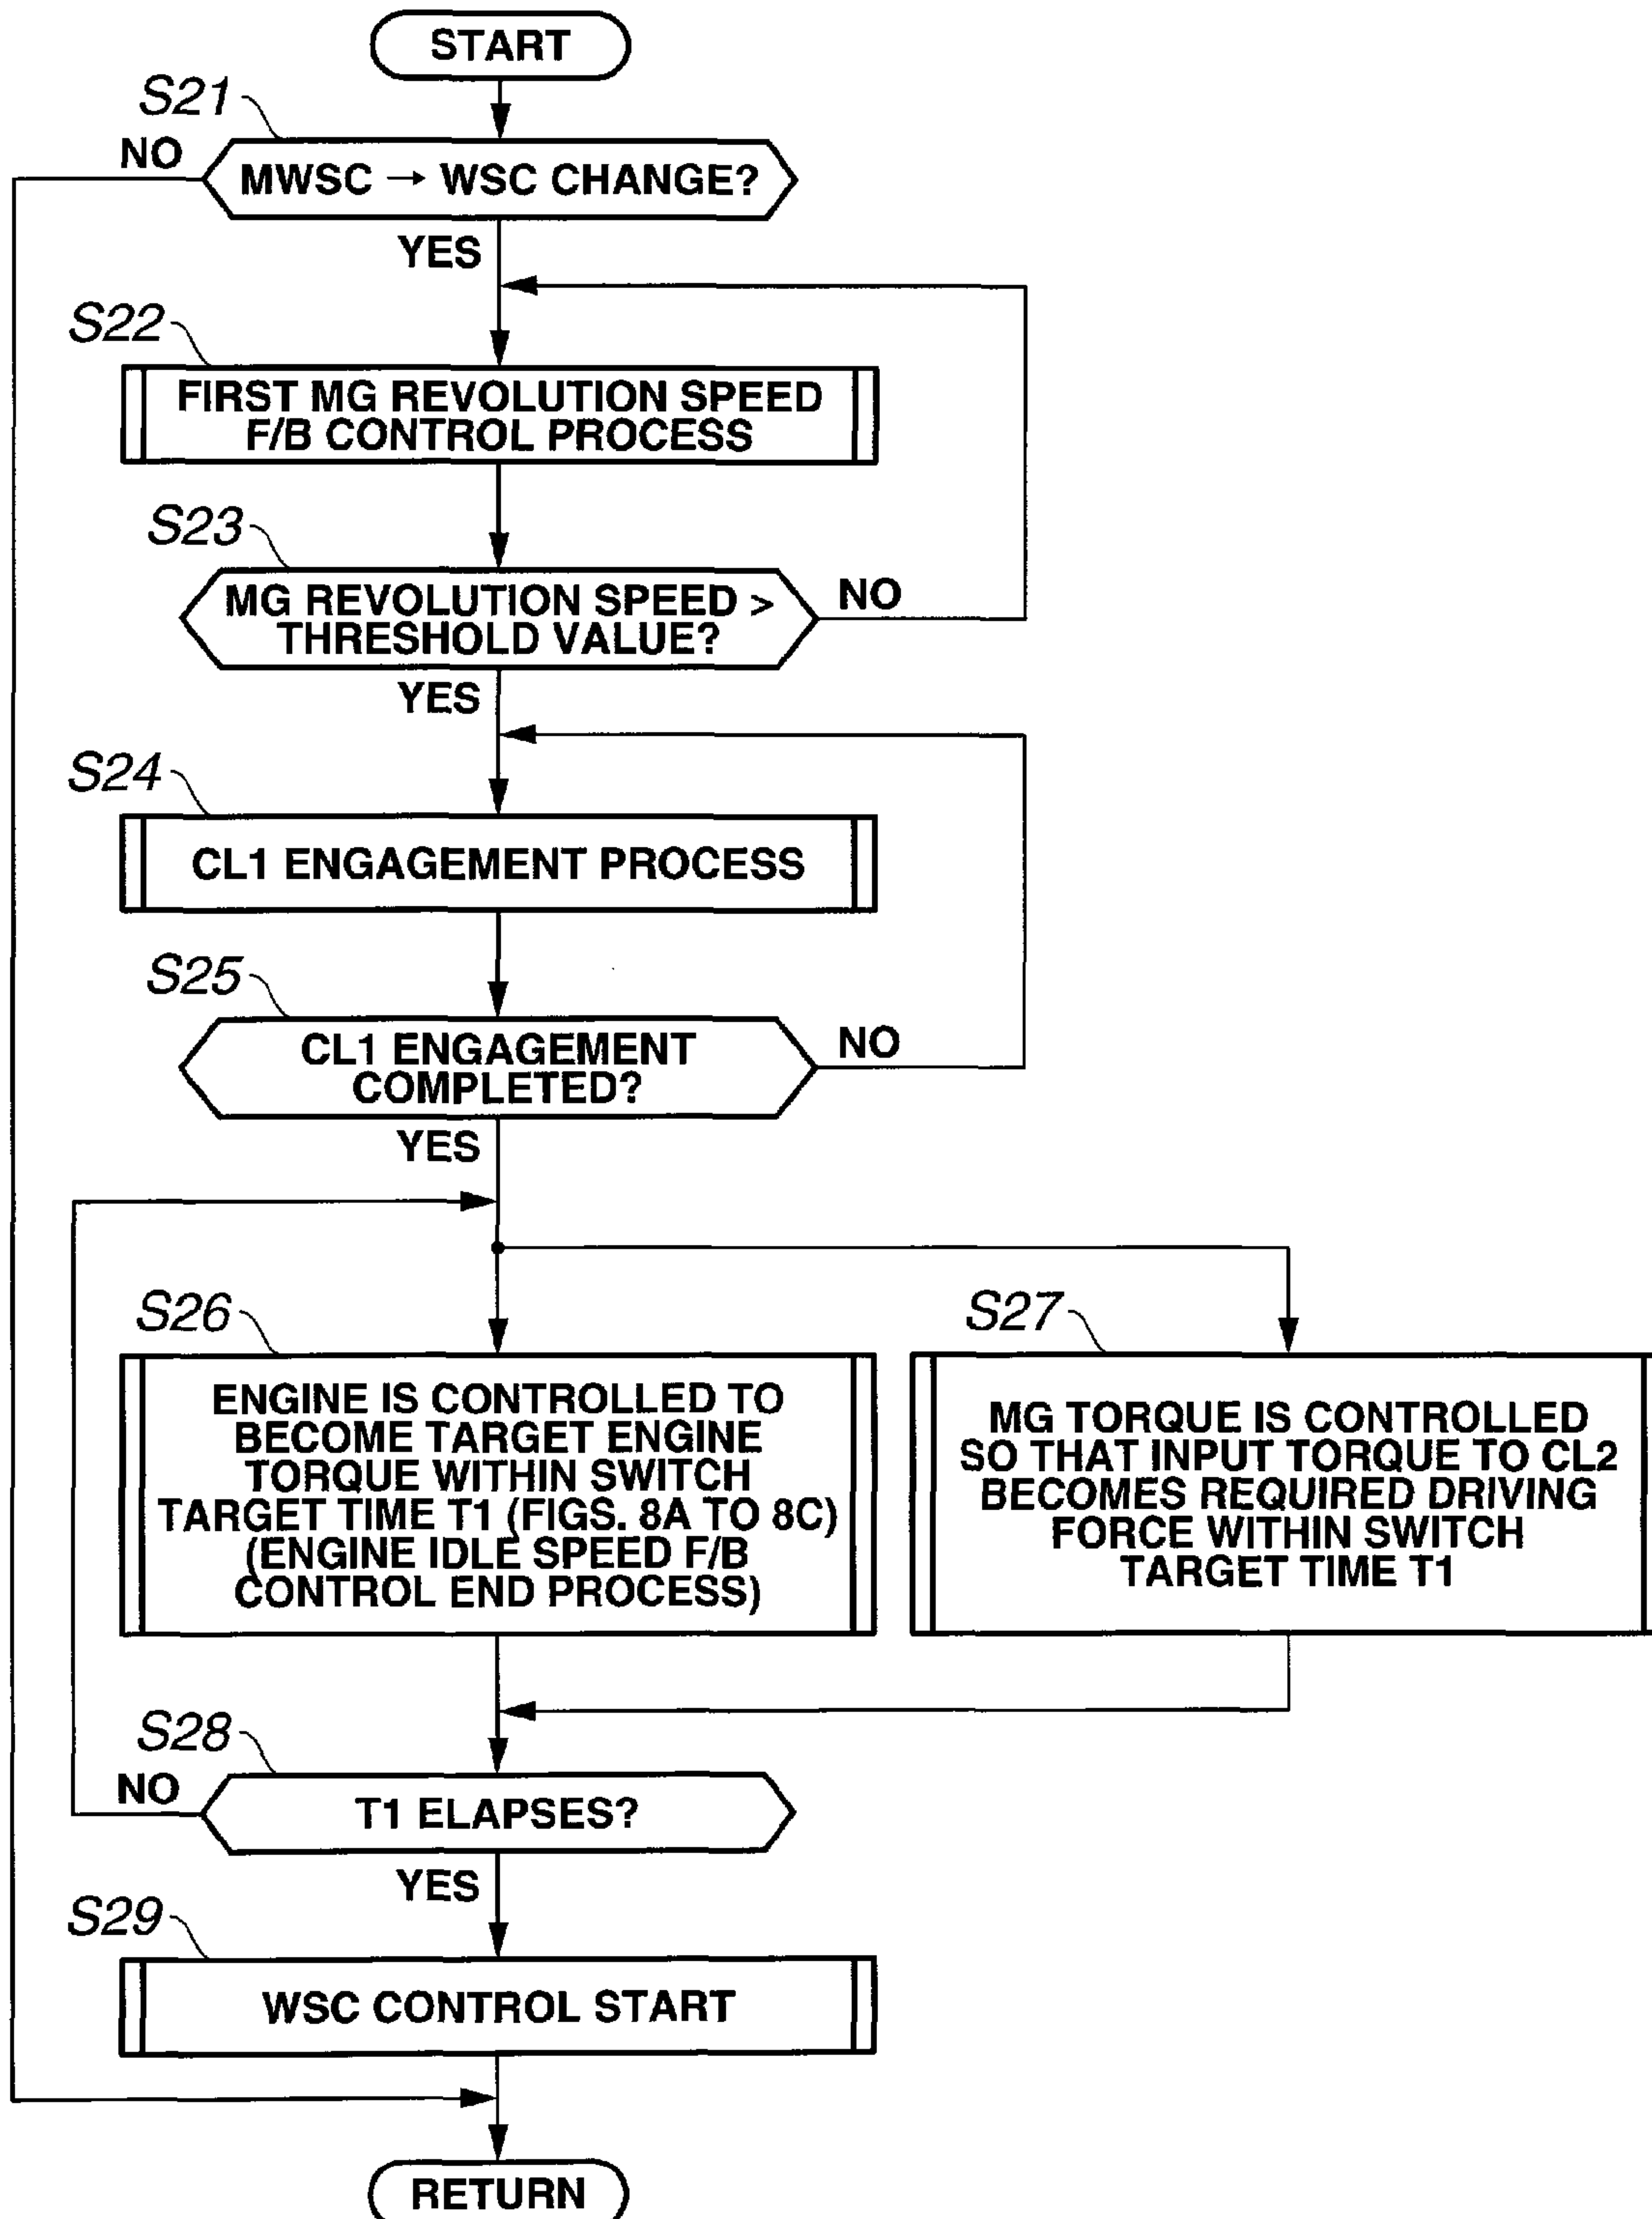 START
S21
NO
MWSC → WSC CHANGE?
YES
S22
FIRST MG REVOLUTION SPEED
F/B CONTROL PROCESS
S23
MG REVOLUTION SPEED >
THRESHOLD VALUE?
NO
YES
S24
CL1 ENGAGEMENT PROCESS
S25
CL1 ENGAGEMENT
COMPLETED?
NO
YES
S26
ENGINE IS CONTROLLED TO
BECOME TARGET ENGINE
TORQUE WITHIN SWITCH
TARGET TIME T1 (FIGS. 8A TO 8C)
(ENGINE IDLE SPEED F/B
CONTROL END PROCESS)
S27
MG TORQUE IS CONTROLLED
SO THAT INPUT TORQUE TO CL2
BECOMES REQUIRED DRIVING
FORCE WITHIN SWITCH
TARGET TIME T1
S28
NO
T1 ELAPSES?
YES
S29
WSC CONTROL START
RETURN